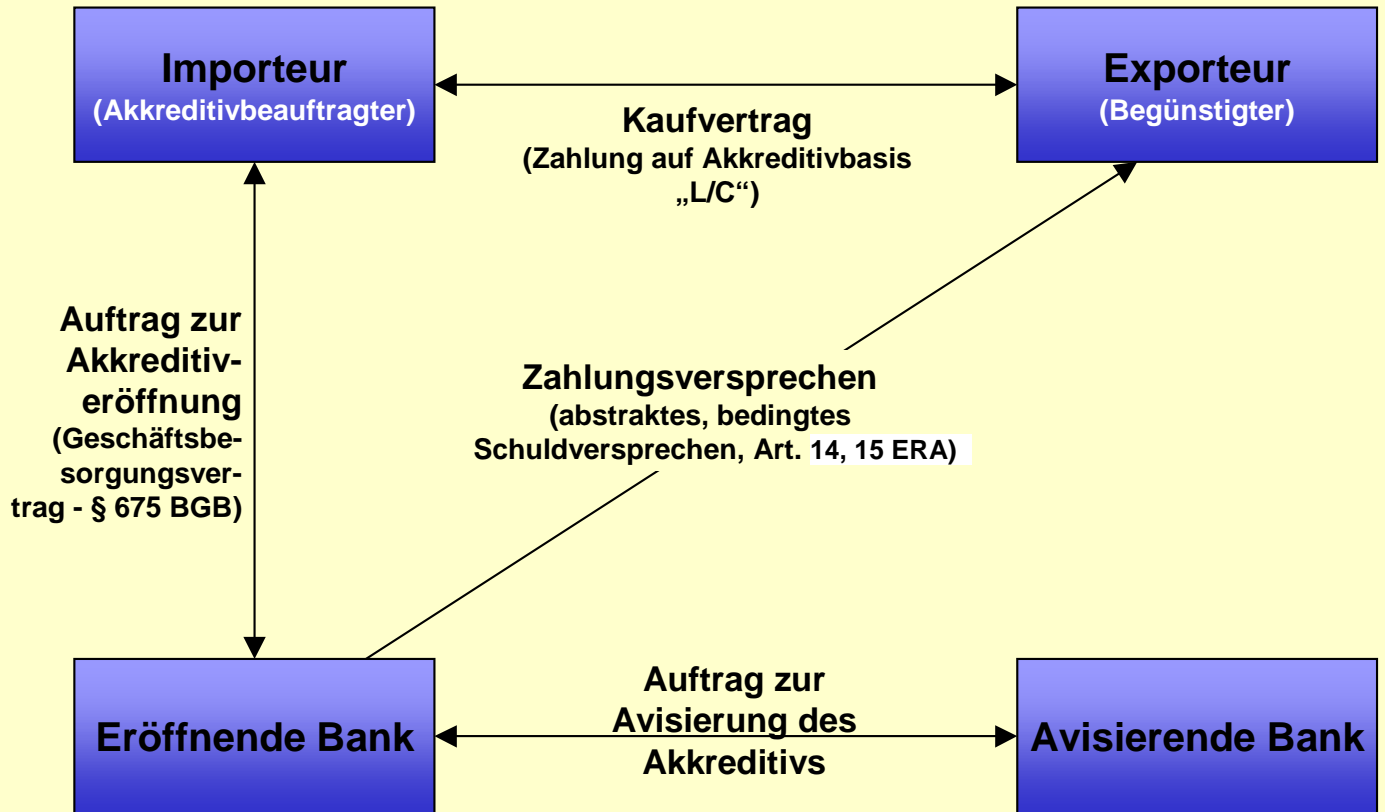 Importeur
(Akkreditivbeauftragter)
Exporteur
(Begünstigter)
Kaufvertrag
(Zahlung auf Akkreditivbasis
„L/C“)
Auftrag zur
Akkreditiv-
eröffnung
(Geschäftsbe-
sorgungsver-
trag - § 675 BGB)
Zahlungsversprechen
(abstraktes, bedingtes
Schuldversprechen, Art. 14, 15 ERA)
Eröffnende Bank
Auftrag zur
Avisierung des
Akkreditivs
Avisierende Bank